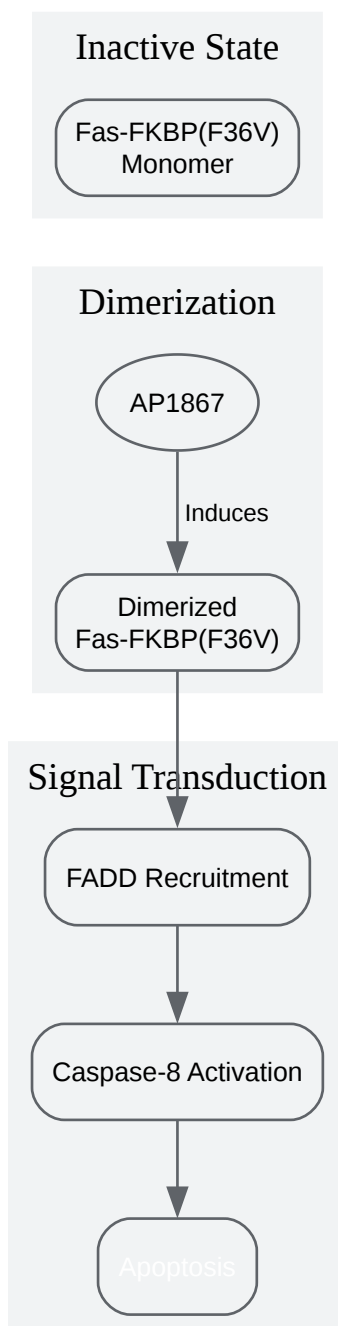 Inactive State
Fas-FKBP(F36V)
Monomer
Dimerization
AP1867
Induces
Dimerized
Fas-FKBP(F36V)
Signal Transduction
FADD Recruitment
Caspase-8 Activation
Apoptosis